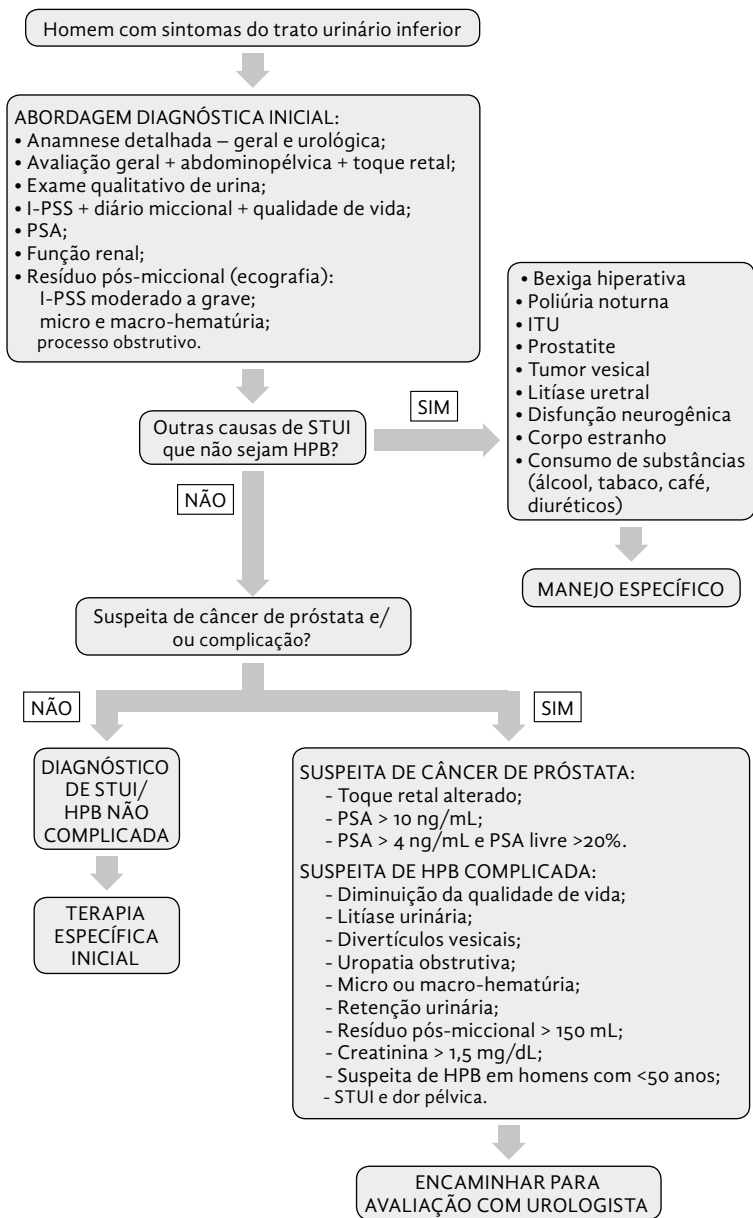 Homem com sintomas do trato urinário inferior
ABORDAGEM DIAGNÓSTICA INICIAL:
• Anamnese detalhada – geral e urológica;
• Avaliação geral + abdominopélvica + toque retal;
• Exame qualitativo de urina;
• I-PSS + diário miccional + qualidade de vida;
• PSA;
• Função renal;
• Resíduo pós-miccional (ecografia):
I-PSS moderado a grave;
micro e macro-hematúria;
processo obstrutivo.
Outras causas de STUI
que não sejam HPB?
SIM
• Bexiga hiperativa
• Poliúria noturna
• ITU
• Prostatite
• Tumor vesical
• Litíase uretral
• Disfunção neurogênica
• Corpo estranho
• Consumo de substâncias
(álcool, tabaco, café,
diuréticos)
MANEJO ESPECÍFICO
NÃO
Suspeita de câncer de próstata e/
ou complicação?
NÃO
DIAGNÓSTICO
DE STUI/
HPB NÃO
COMPLICADA
TERAPIA
ESPECÍFICA
INICIAL
SIM
SUSPEITA DE CÂNCER DE PRÓSTATA:
- Toque retal alterado;
- PSA > 10 ng/mL;
- PSA > 4 ng/mL e PSA livre >20%.
SUSPEITA DE HPB COMPLICADA:
- Diminuição da qualidade de vida;
- Litíase urinária;
- Divertículos vesicais;
- Uropatia obstrutiva;
- Micro ou macro-hematúria;
- Retenção urinária;
- Resíduo pós-miccional > 150 mL;
- Creatinina > 1,5 mg/dL;
- Suspeita de HPB em homens com <50 anos;
- STUI e dor pélvica.
ENCAMINHAR PARA
AVALIAÇÃO COM UROLOGISTA